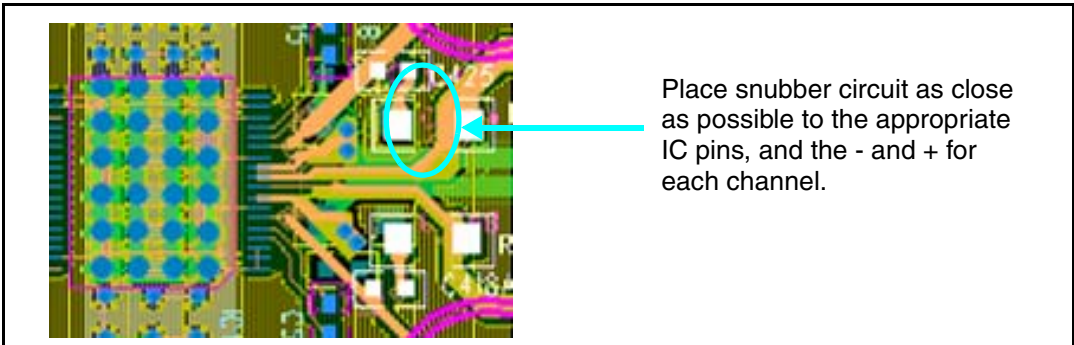 Place snubber circuit as close
as possible to the appropriate
IC pins, and the - and + for
each channel.